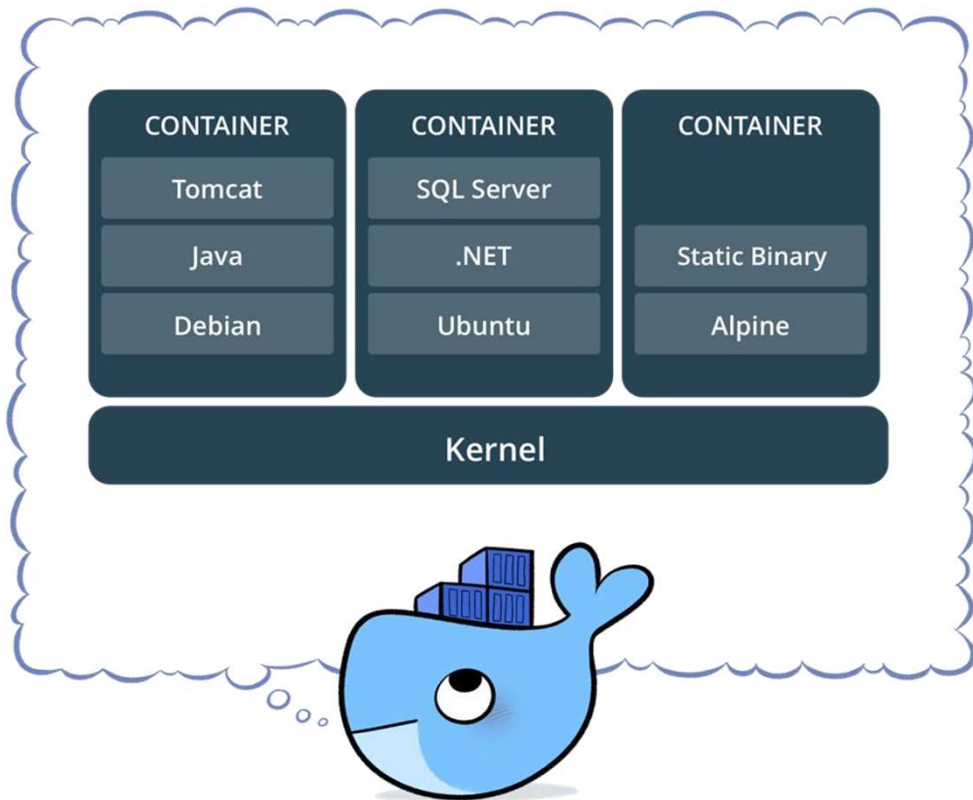 CONTAINER
Tomcat
Java
Debian
CONTAINER
SQL Server
.NET
Ubuntu
CONTAINER
Static Binary
Alpine
Kernel